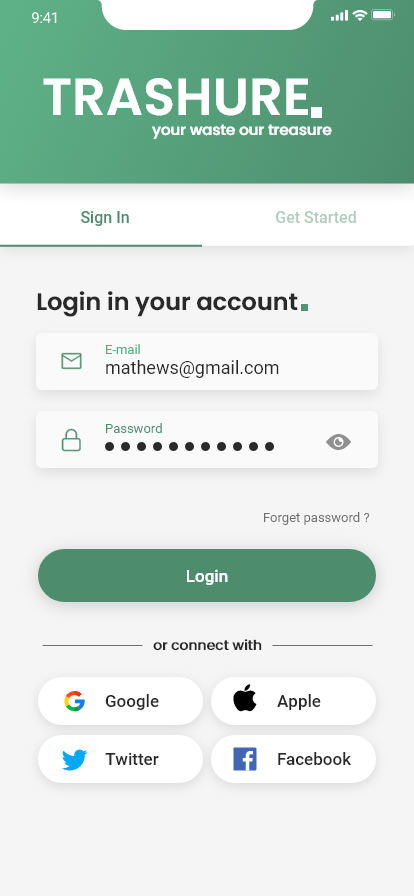 9:41
TRASHURE.
your waste our treasure
Sign In
Get Started
Login in your account.
E-mail
mathews@gmail.com
Password
Forget password ?
Login
or connect with
Google
Apple
Twitter
Facebook